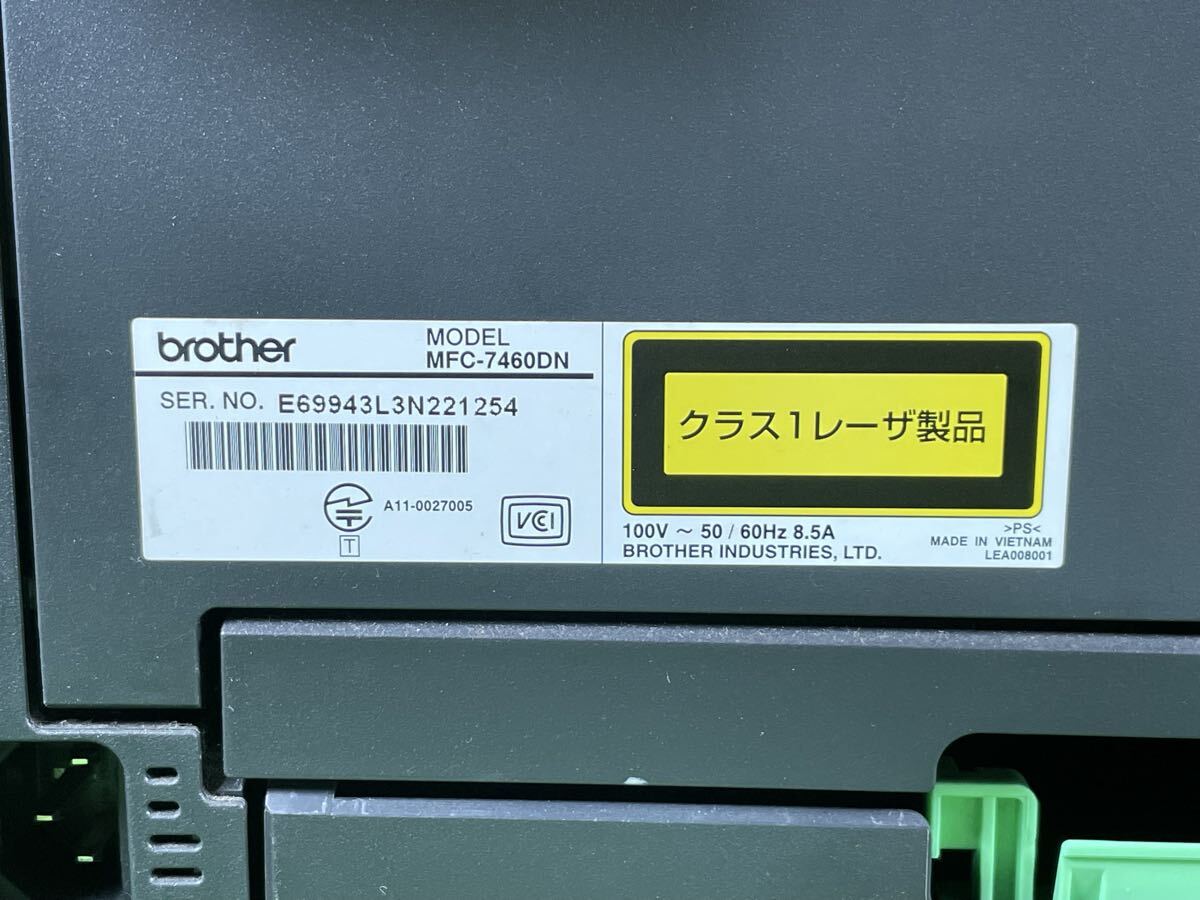 brother
MODEL
MFC-7460DN
SER. NO. E69943L3N221254
A11-0027005
T
VCCI
クラス1レーザ製品
100V ～ 50 / 60Hz 8.5A
BROTHER INDUSTRIES, LTD.
>PS<
MADE IN VIETNAM
LEA008001